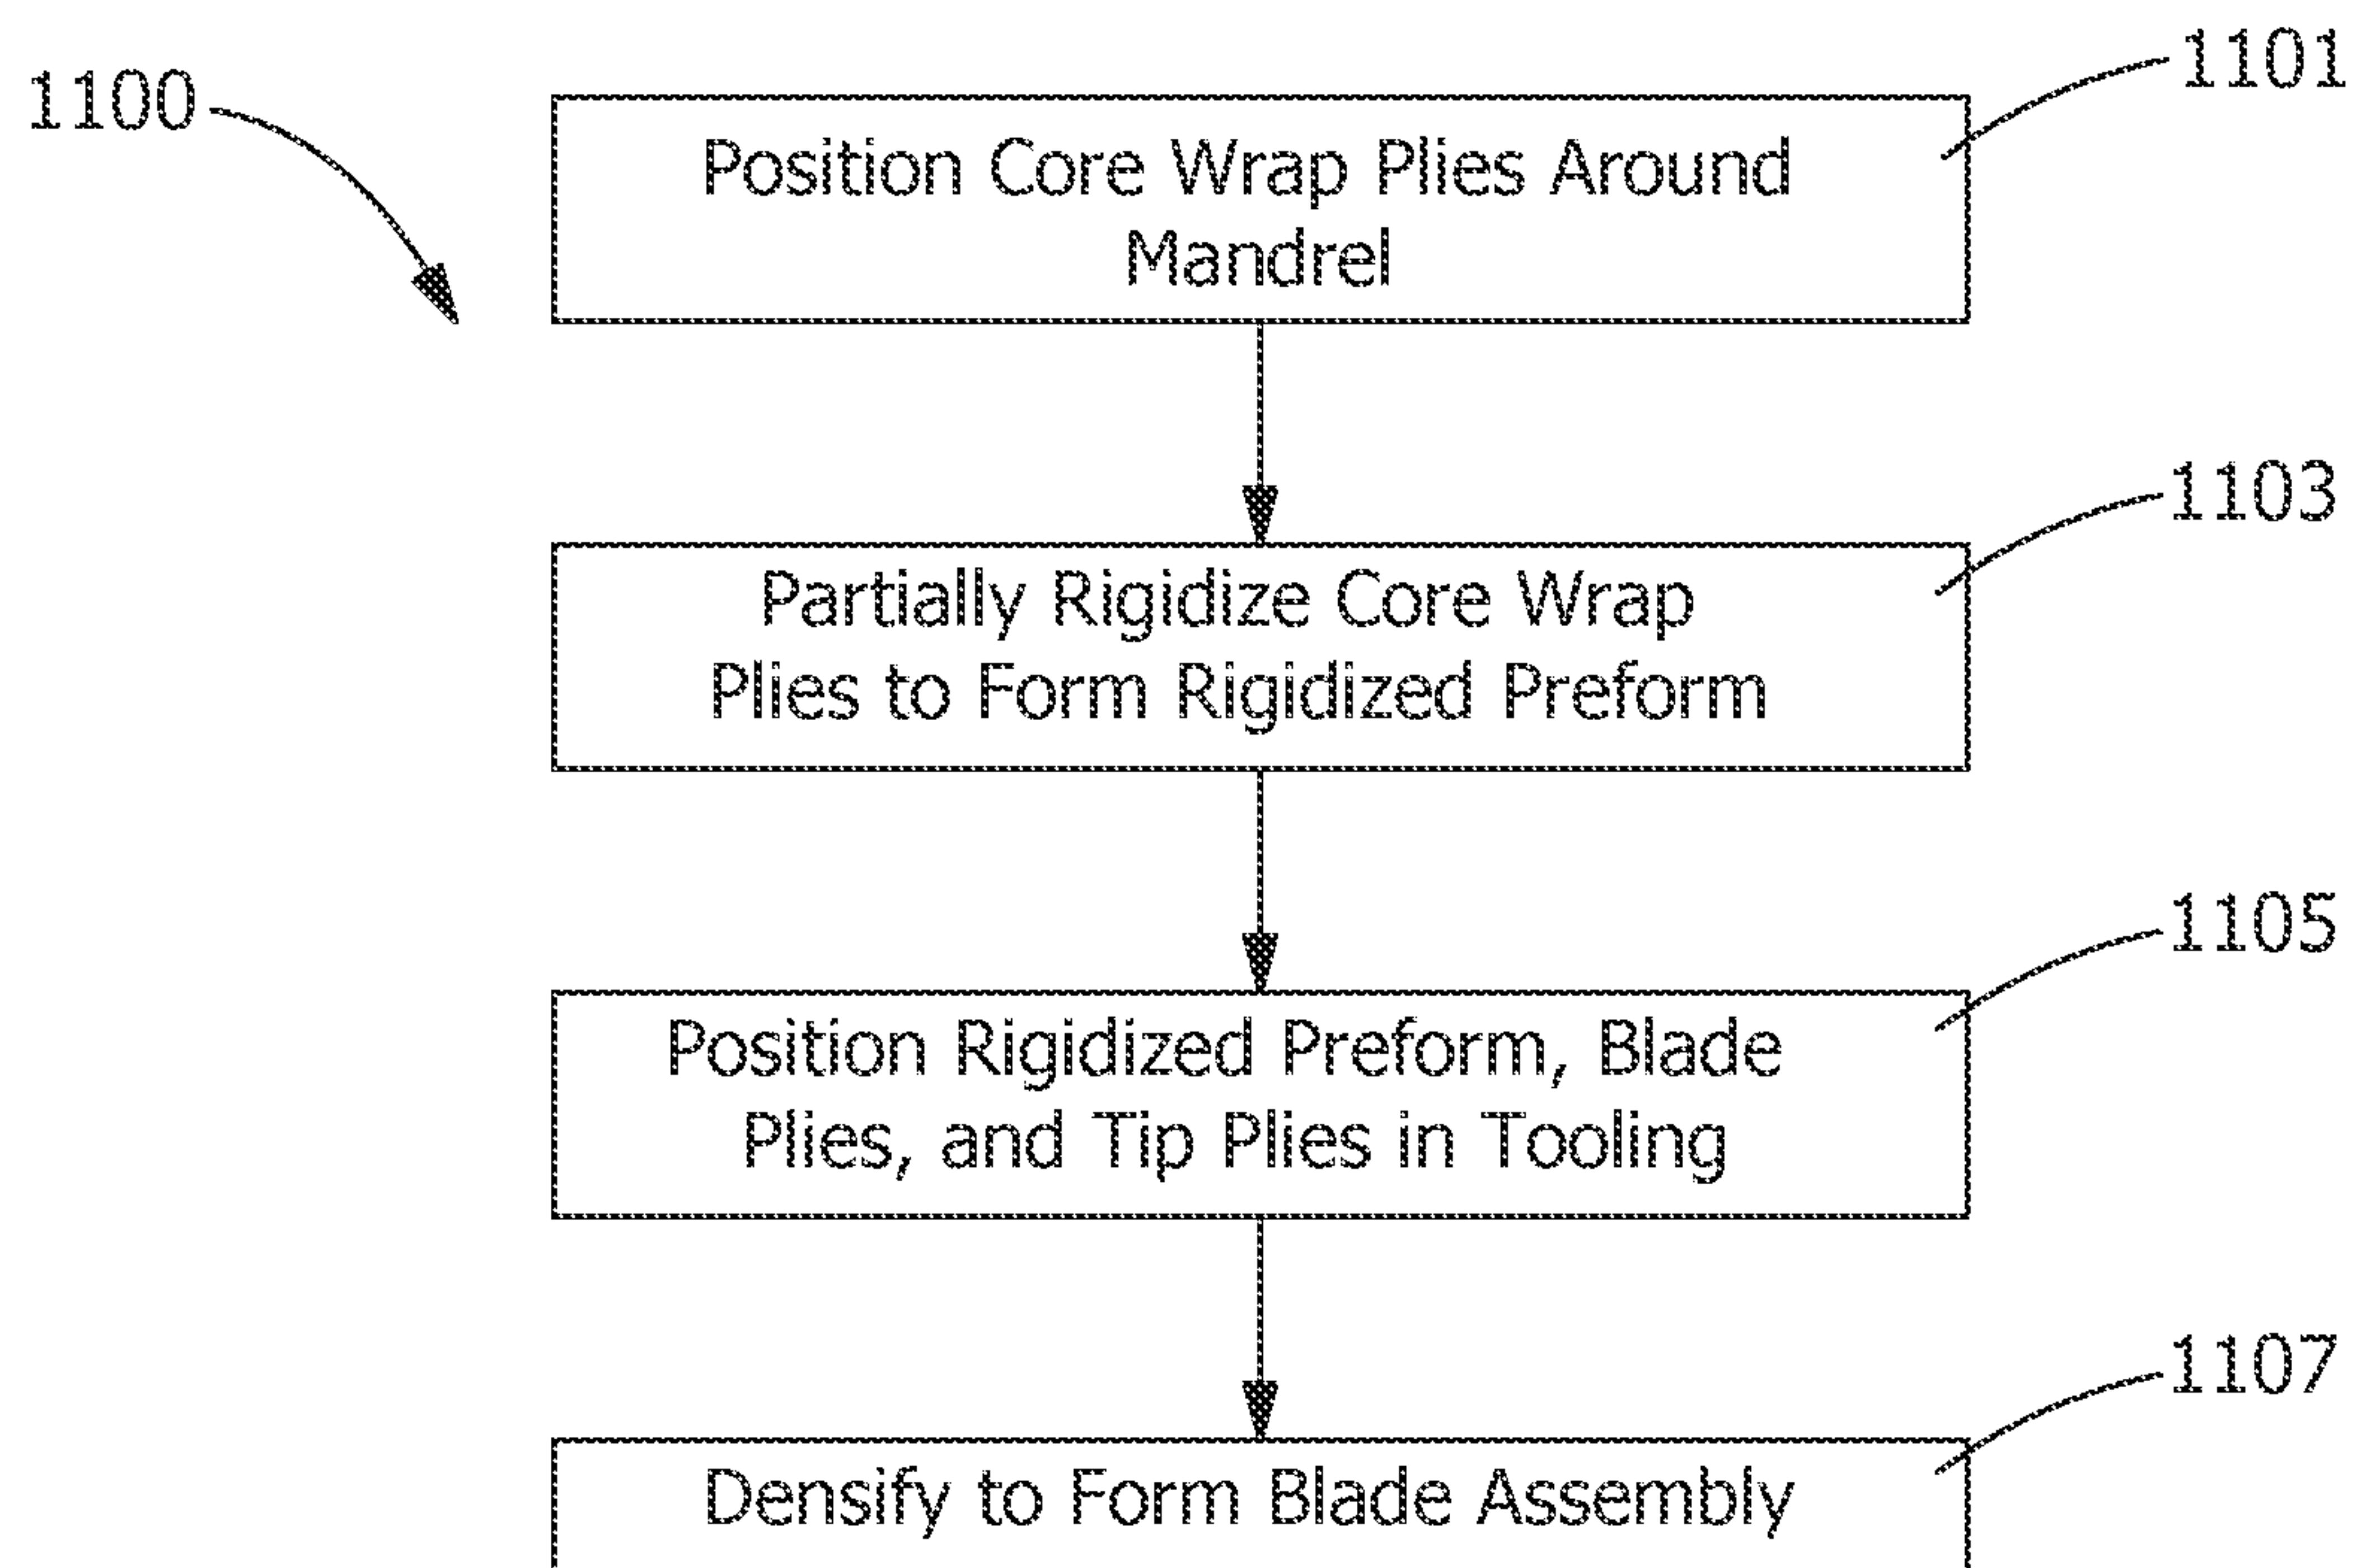 1100
1101
Position Core Wrap Plies Around
Mandrel
1103
Partially Rigidize Core Wrap
Plies to Form Rigidized Preform
1105
Position Rigidized Preform, Blade
Plies, and Tip Plies in Tooling
1107
Densify to Form Blade Assembly